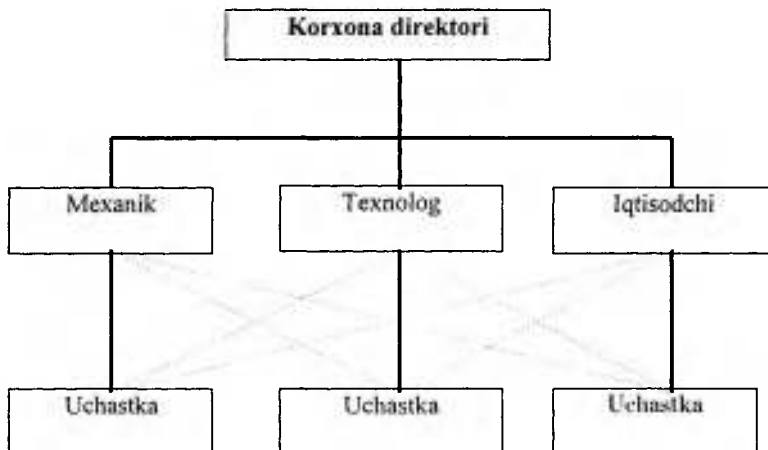 Korxona direktori
Mexanik
Texnolog
Iqtisodchi
Uchastka
Uchastka
Uchastka